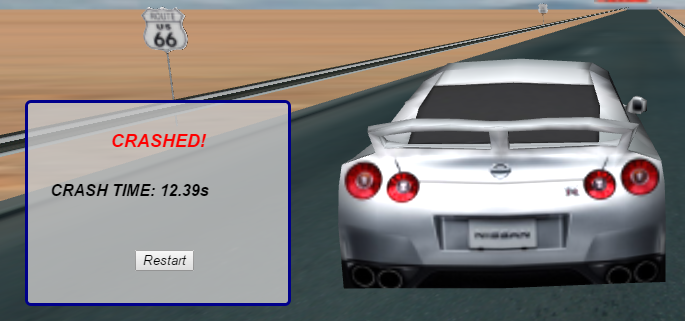 ROUTE
US
66
CRASHED!
CRASH TIME: 12.39s
Restart
NISSAN